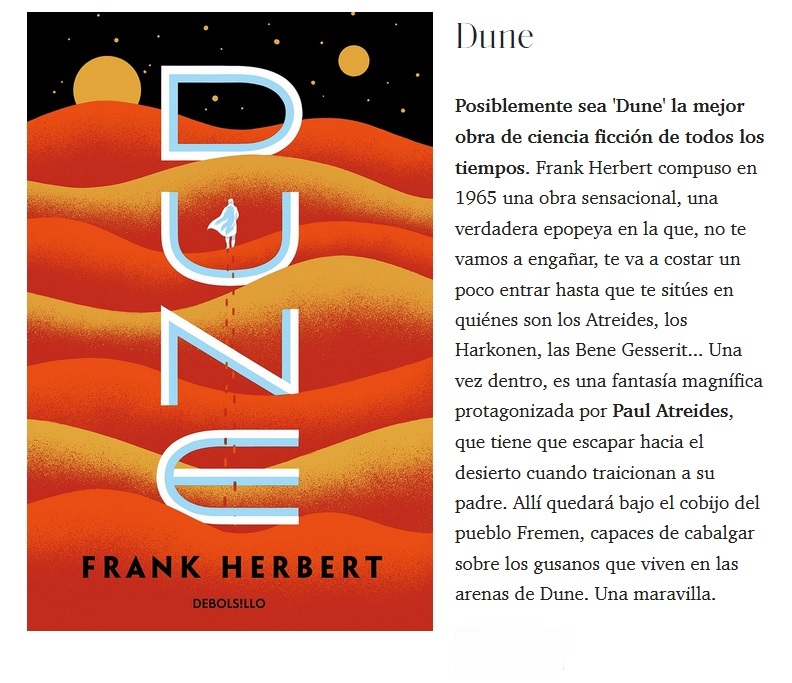 DUNE
FRANK HERBERT
DEBOLS!LLO
Dune
Posiblemente sea 'Dune' la mejor
obra de ciencia ficción de todos los
tiempos. Frank Herbert compuso en
1965 una obra sensacional, una
verdadera epopeya en la que, no te
vamos a engañar, te va a costar un
poco entrar hasta que te sitúes en
quiénes son los Atreides, los
Harkonen, las Bene Gesserit... Una
vez dentro, es una fantasía magnífica
protagonizada por Paul Atreides,
que tiene que escapar hacia el
desierto cuando traicionan a su
padre. Allí quedará bajo el cobijo del
pueblo Fremen, capaces de cabalgar
sobre los gusanos que viven en las
arenas de Dune. Una maravilla.